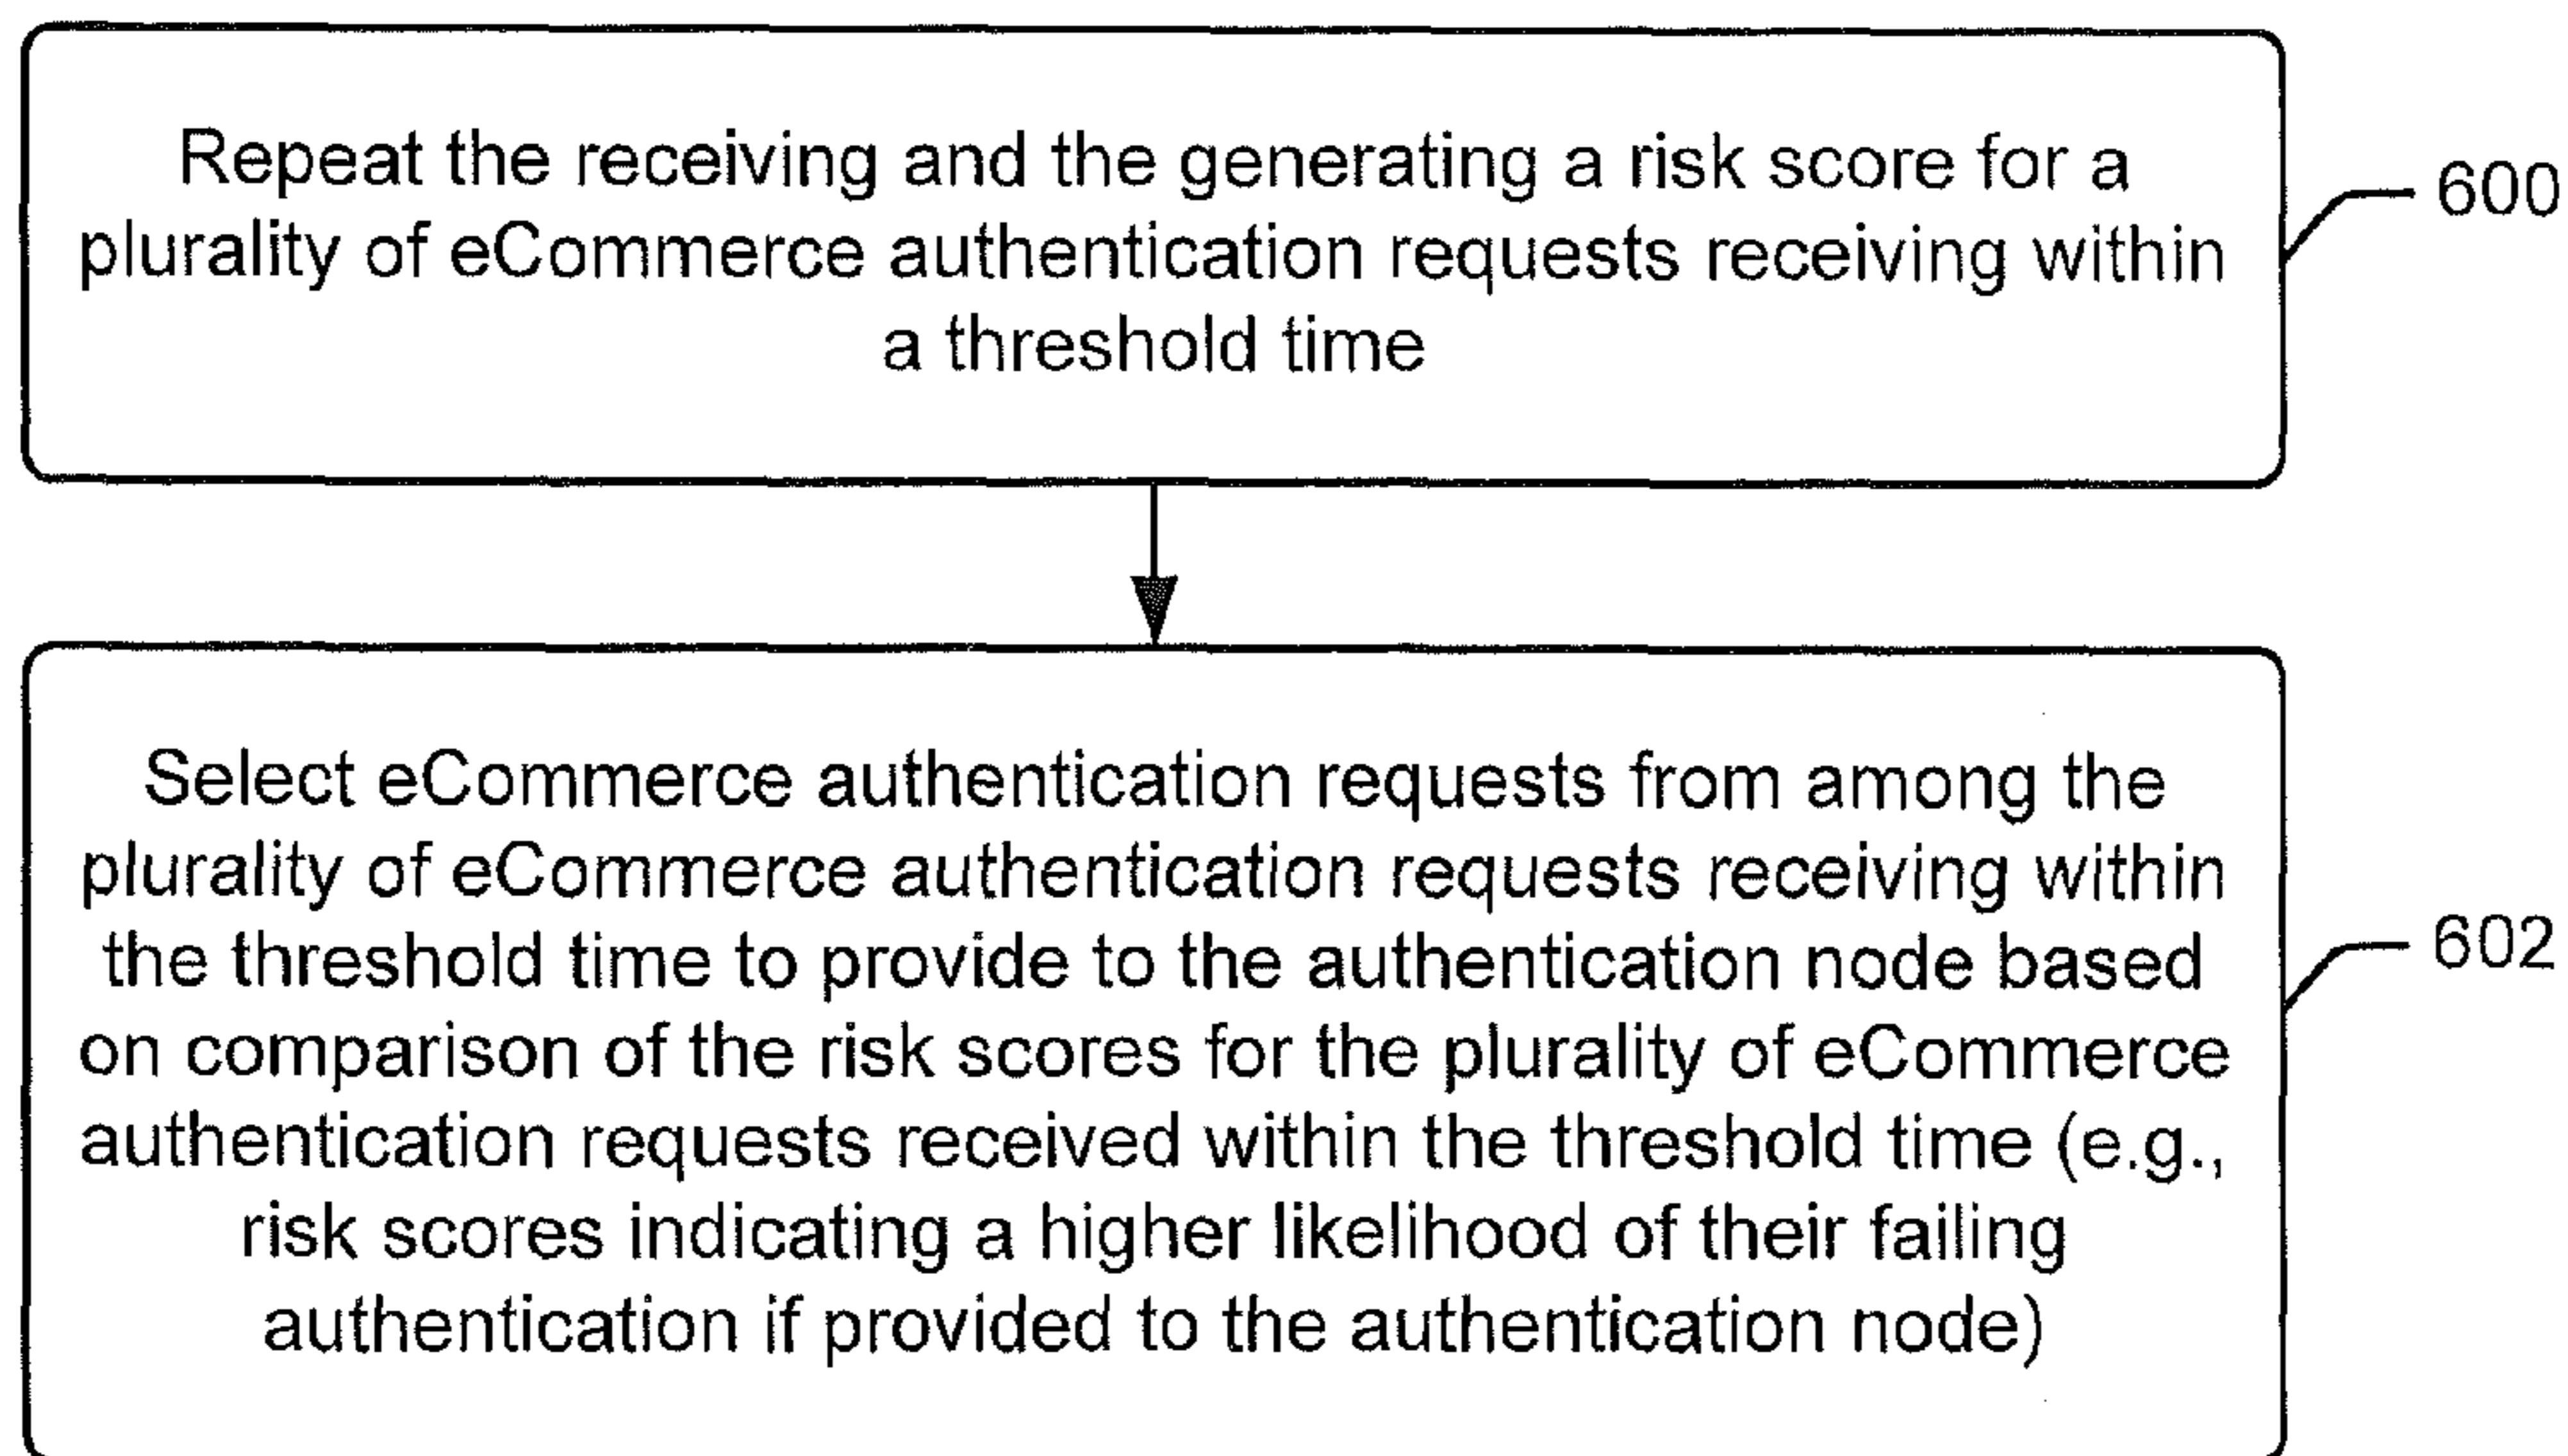 Repeat the receiving and the generating a risk score for a
plurality of eCommerce authentication requests receiving within
a threshold time
600
Select eCommerce authentication requests from among the
plurality of eCommerce authentication requests receiving within
the threshold time to provide to the authentication node based
on comparison of the risk scores for the plurality of eCommerce
authentication requests received within the threshold time (e.g.,
risk scores indicating a higher likelihood of their failing
authentication if provided to the authentication node)
602